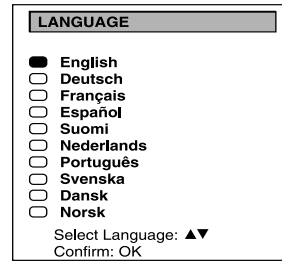 LANGUAGE
English
Deutsch
Français
Español
Suomi
Nederlands
Português
Svenska
Dansk
Norsk
Select Language: ▲▼
Confirm: OK